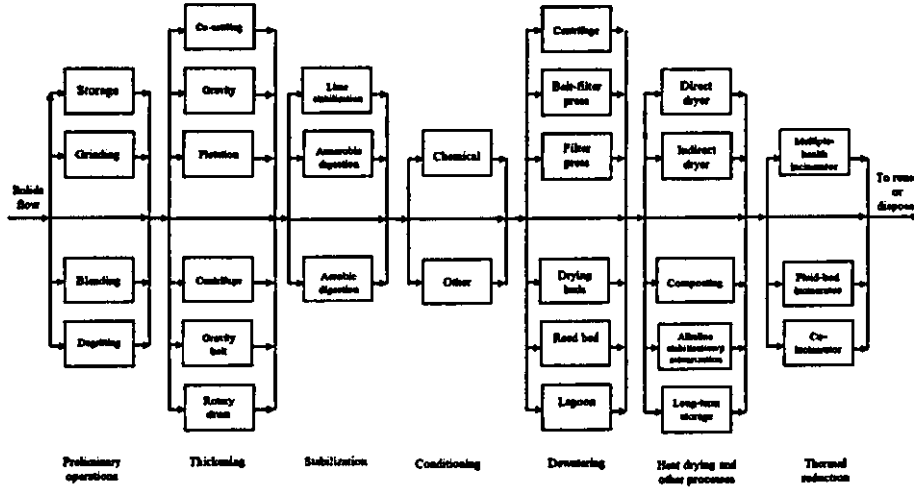 Solids
flow
Storage
Grinding
Blending
Degritting
Preliminary
operations
Co-settling
Gravity
Flotation
Centrifuge
Gravity
belt
Rotary
drum
Thickening
Lime
stabilization
Anaerobic
digestion
Aerobic
digestion
Stabilization
Chemical
Other
Conditioning
Centrifuge
Belt-filter
press
Filter
press
Drying
beds
Reed bed
Lagoon
Dewatering
Direct
dryer
Indirect
dryer
Composting
Alkaline
stabilization/
Long-term
storage
Heat drying and
other processes
Multiple-
health
incinerator
Fluid-bed
incinerator
Co-
incinerator
Thermal
reduction
To reuse
or
disposal